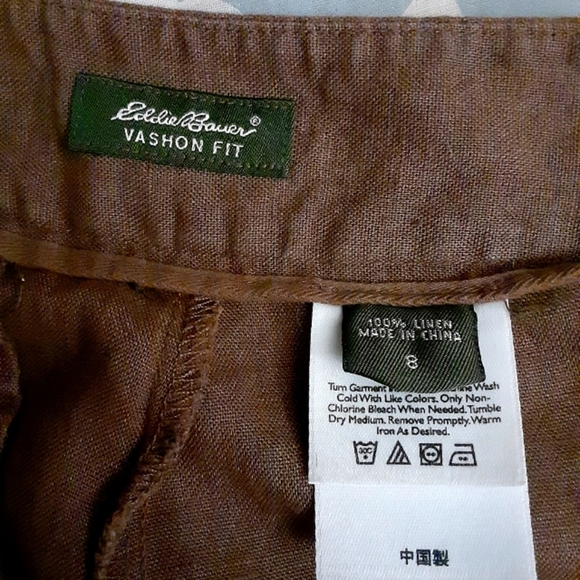 Eddie Bauer®
VASHON FIT
100% LINEN
MADE IN CHINA
8
Turn Garment Wash
Cold With Like Colors. Only Non-
Chlorine Bleach When Needed. Tumble
Dry Medium. Remove Promptly. Warm
Iron As Desired.
30C
中国製